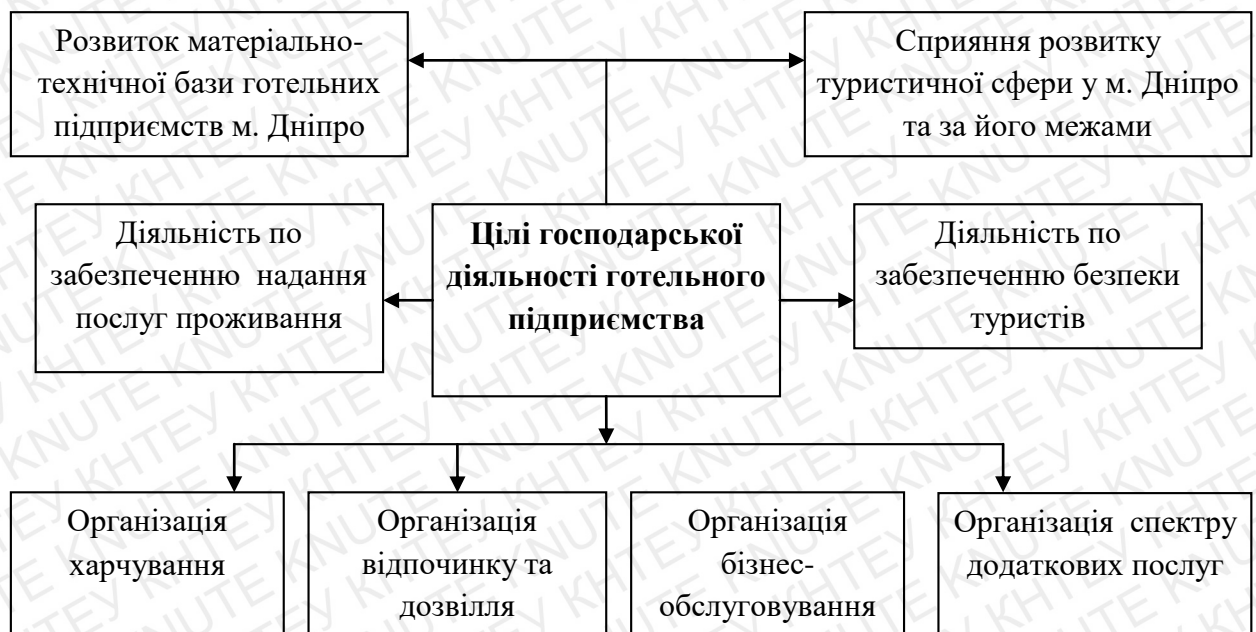 Розвиток матеріально-
технічної бази готельних
підприємств м. Дніпро
Сприяння розвитку
туристичної сфери у м. Дніпро
та за його межами
Діяльність по
забезпеченню надання
послуг проживання
Цілі господарської
діяльності готельного
підприємства
Діяльність по
забезпеченню безпеки
туристів
Організація
харчування
Організація
відпочинку та
дозвілля
Організація
бізнес-
обслуговування
Організація спектру
додаткових послуг